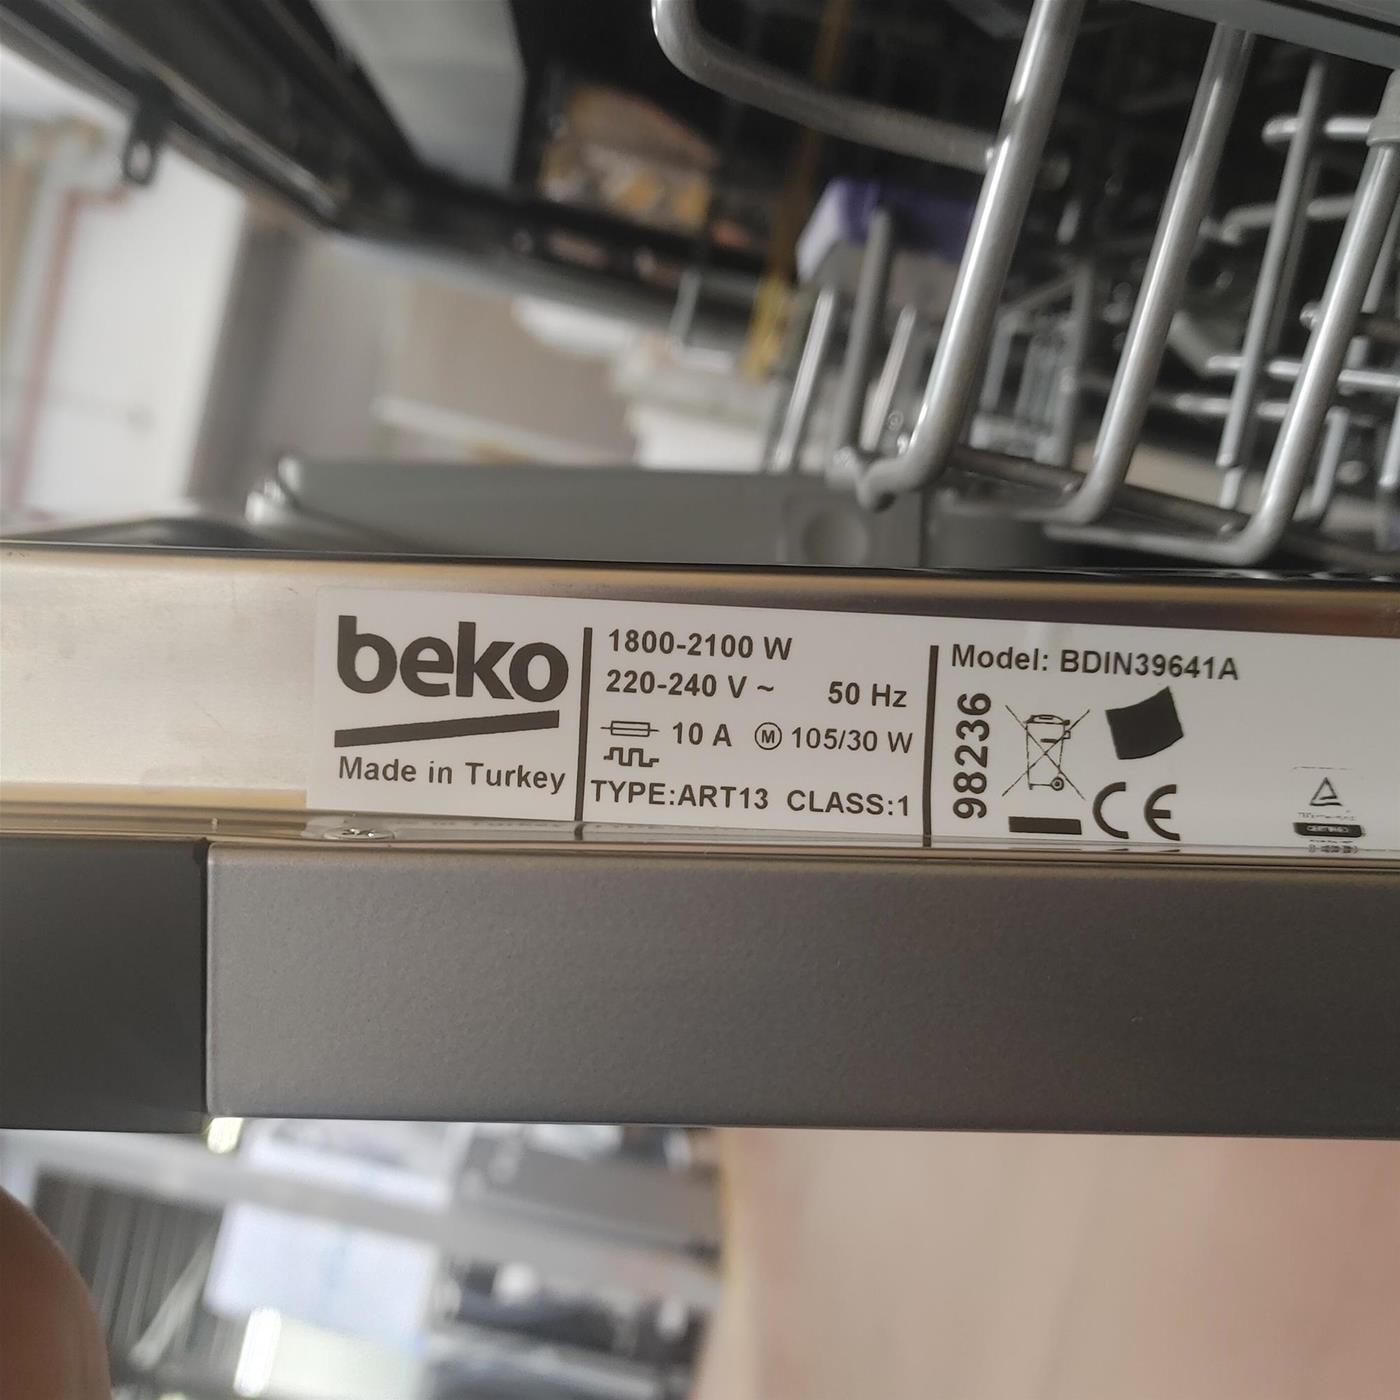 beko
Made in Turkey
1800-2100 W
220-240 V ~ 50 Hz
10 A M 105/30 W
TYPE:ART13 CLASS:1
Model: BDIN39641A
98236
CE